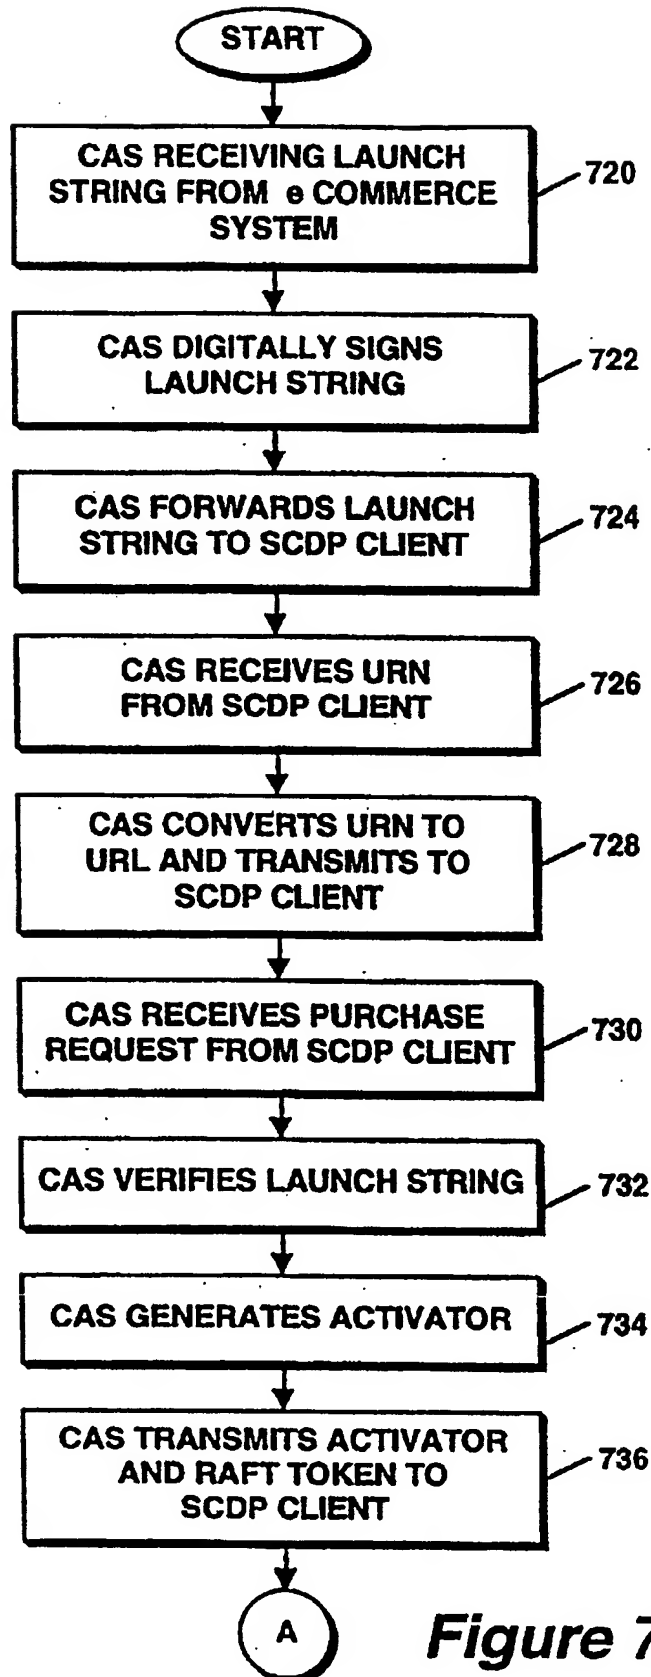 START
CAS RECEIVING LAUNCH
STRING FROM e COMMERCE
SYSTEM
720
CAS DIGITALLY SIGNS
LAUNCH STRING
722
CAS FORWARDS LAUNCH
STRING TO SCDP CLIENT
724
CAS RECEIVES URN
FROM SCDP CLIENT
726
CAS CONVERTS URN TO
URL AND TRANSMITS TO
SCDP CLIENT
728
CAS RECEIVES PURCHASE
REQUEST FROM SCDP CLIENT
730
CAS VERIFIES LAUNCH STRING
732
CAS GENERATES ACTIVATOR
734
CAS TRANSMITS ACTIVATOR
AND RAFT TOKEN TO
SCDP CLIENT
736
A
Figure 7